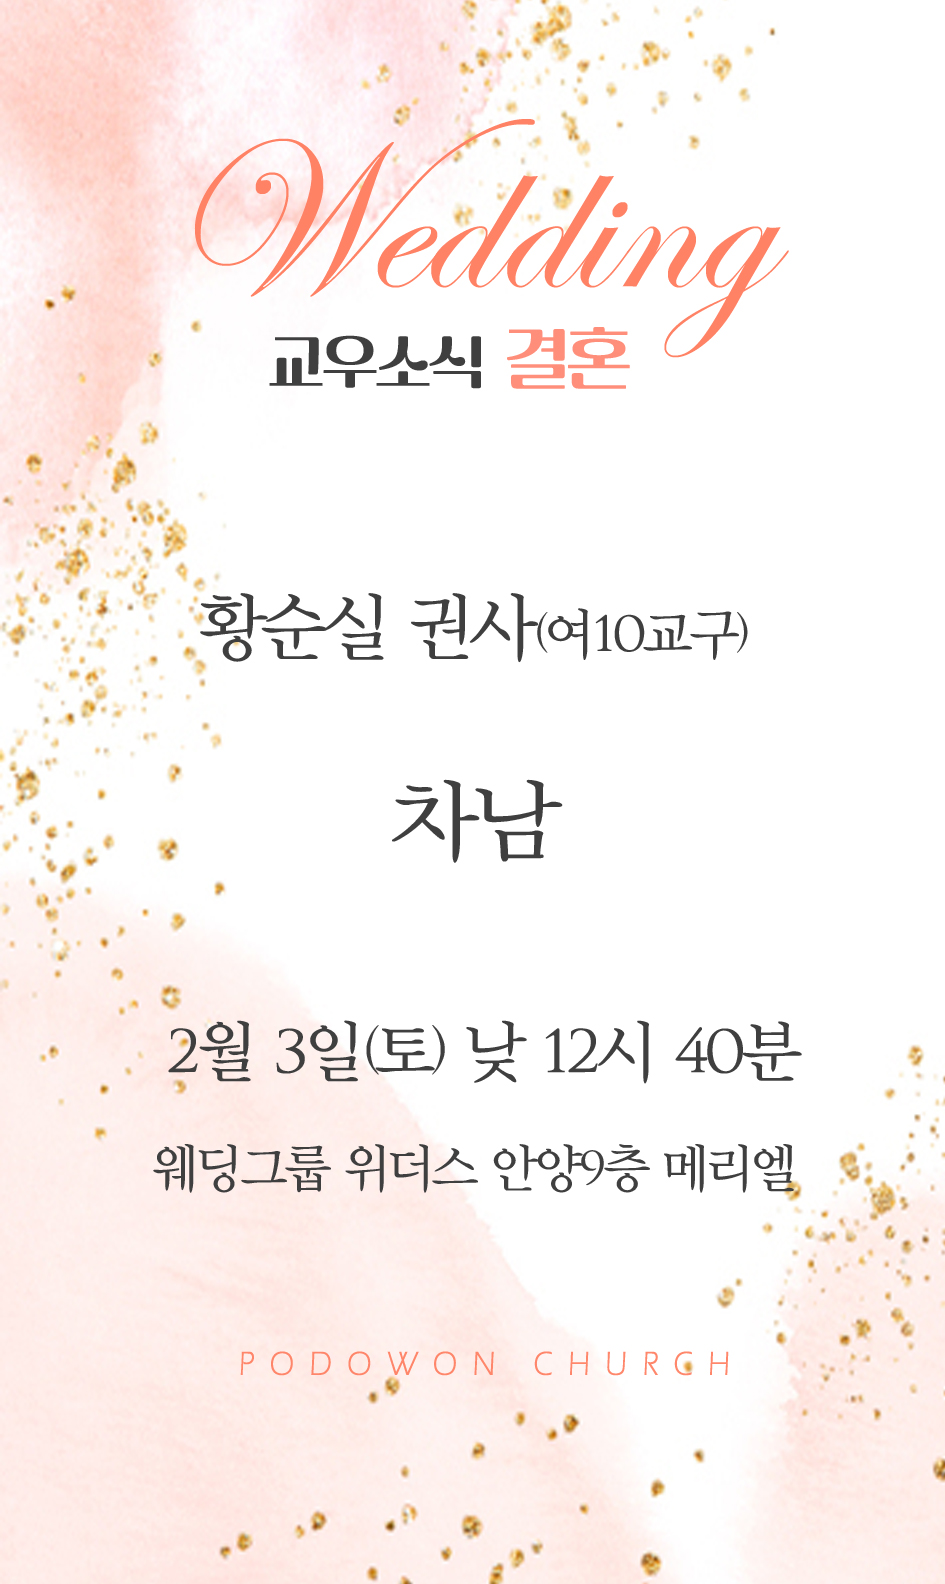 Wedding
교우소식 결혼
황순실 권사(여10교구)
차남
2월 3일(토) 낮 12시 40분
웨딩그룹 위더스 안양9층 메리엘
PODOWON CHURCH